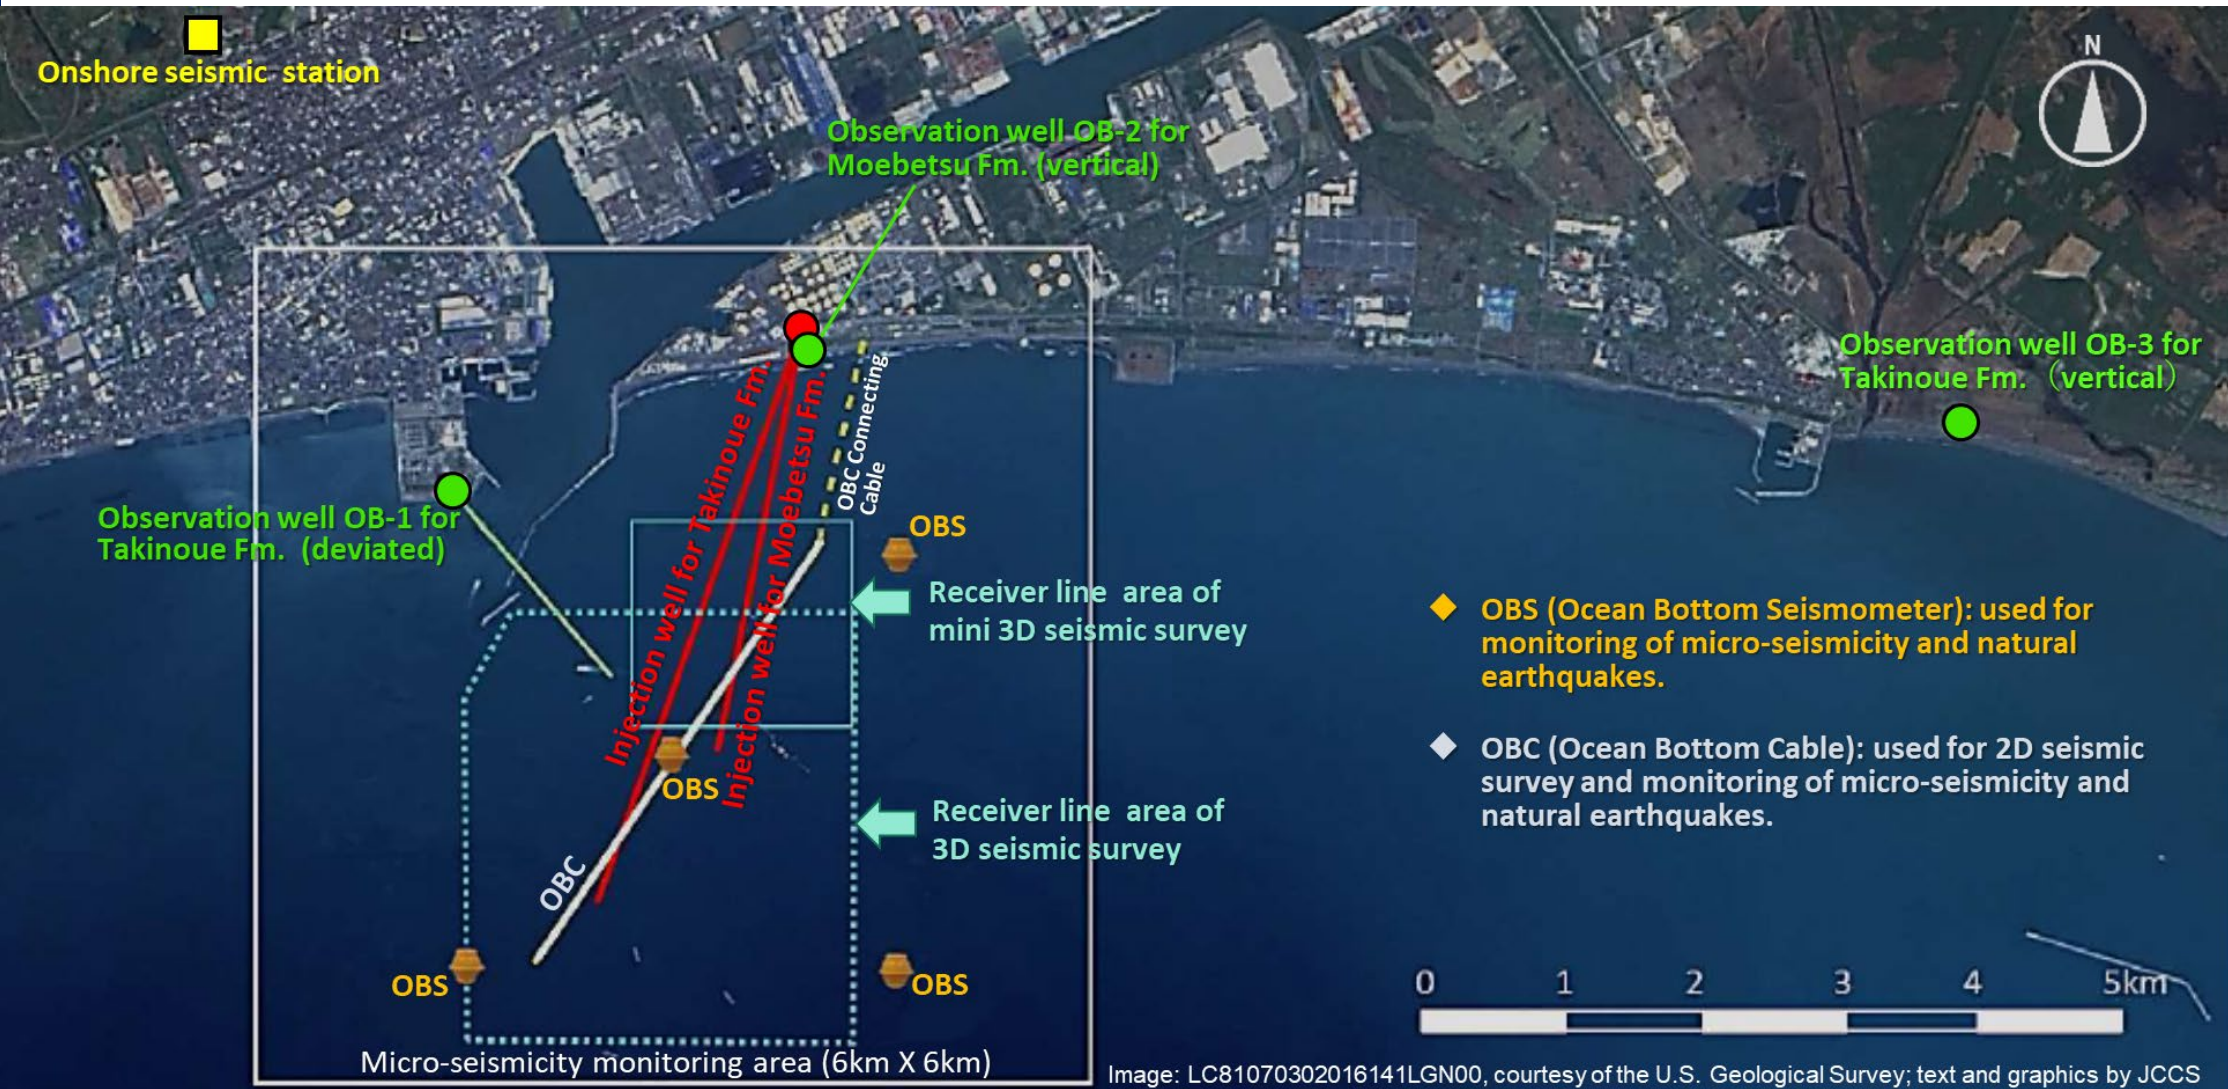 Onshore seismic station
N
Observation well OB-2 for
Moebetsu Fm. (vertical)
Observation well OB-3 for
Takinoue Fm. （vertical）
Injection well for Takinoue Fm.
Injection well for Moebetsu Fm.
OBC Connecting
Cable
Observation well OB-1 for
Takinoue Fm. (deviated)
OBS
Receiver line area of
mini 3D seismic survey
OBS (Ocean Bottom Seismometer): used for
monitoring of micro-seismicity and natural
earthquakes.
OBS
OBC (Ocean Bottom Cable): used for 2D seismic
survey and monitoring of micro-seismicity and
natural earthquakes.
Receiver line area of
3D seismic survey
OBC
OBS
OBS
0 1 2 3 4 5km
Micro-seismicity monitoring area (6km X 6km)
Image: LC81070302016141LGN00, courtesy of the U.S. Geological Survey; text and graphics by JCCS